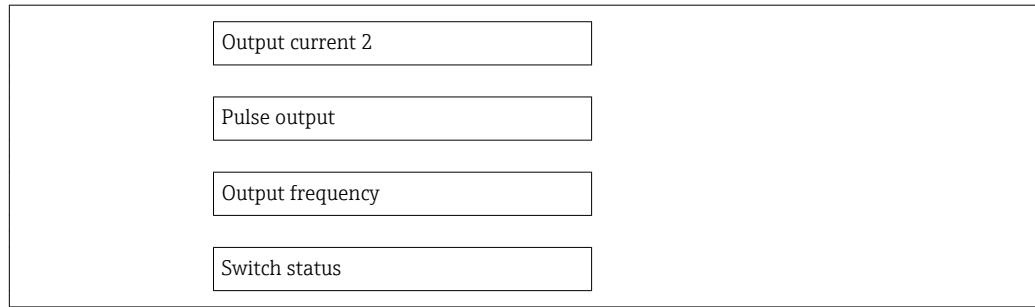 Output current 2
Pulse output
Output frequency
Switch status